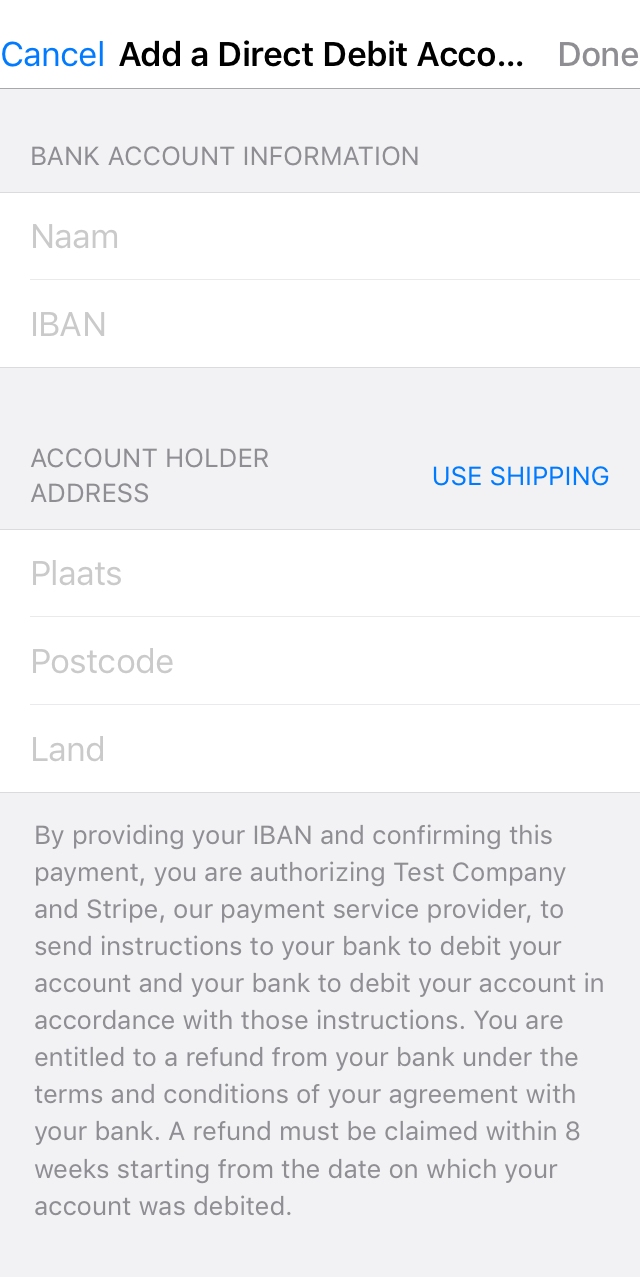 Cancel Add a Direct Debit Acco... Done
BANK ACCOUNT INFORMATION
Naam
IBAN
ACCOUNT HOLDER
ADDRESS
USE SHIPPING
Plaats
Postcode
Land
By providing your IBAN and confirming this
payment, you are authorizing Test Company
and Stripe, our payment service provider, to
send instructions to your bank to debit your
account and your bank to debit your account in
accordance with those instructions. You are
entitled to a refund from your bank under the
terms and conditions of your agreement with
your bank. A refund must be claimed within 8
weeks starting from the date on which your
account was debited.